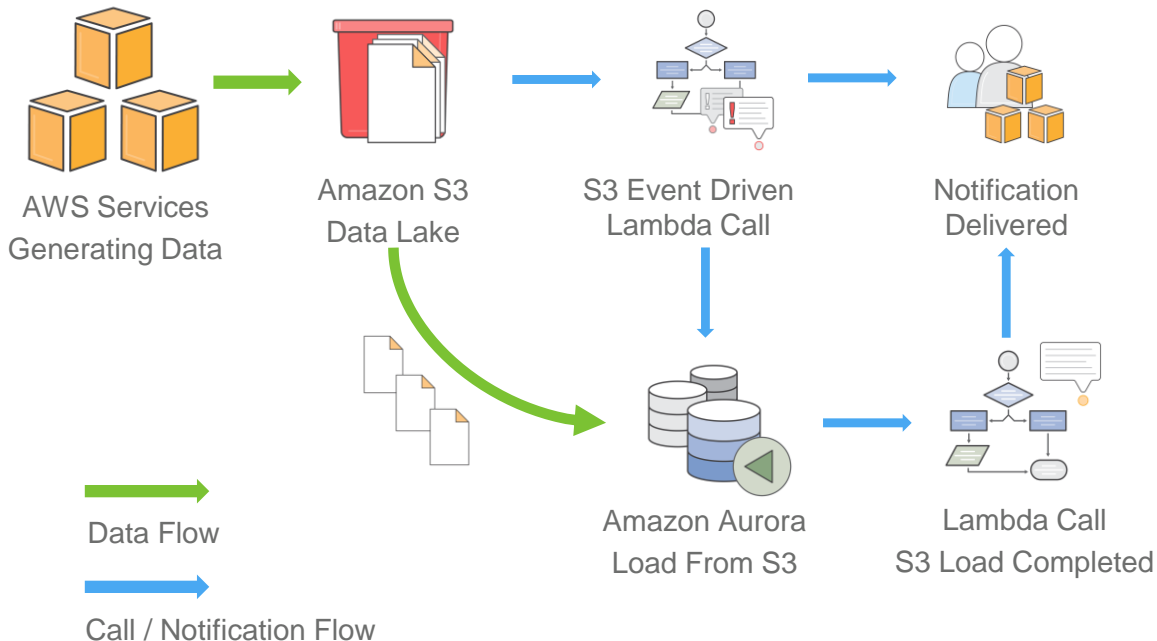 AWS Services
Generating Data
Amazon S3
Data Lake
S3 Event Driven
Lambda Call
Notification
Delivered
Amazon Aurora
Load From S3
Lambda Call
S3 Load Completed
Data Flow
Call / Notification Flow